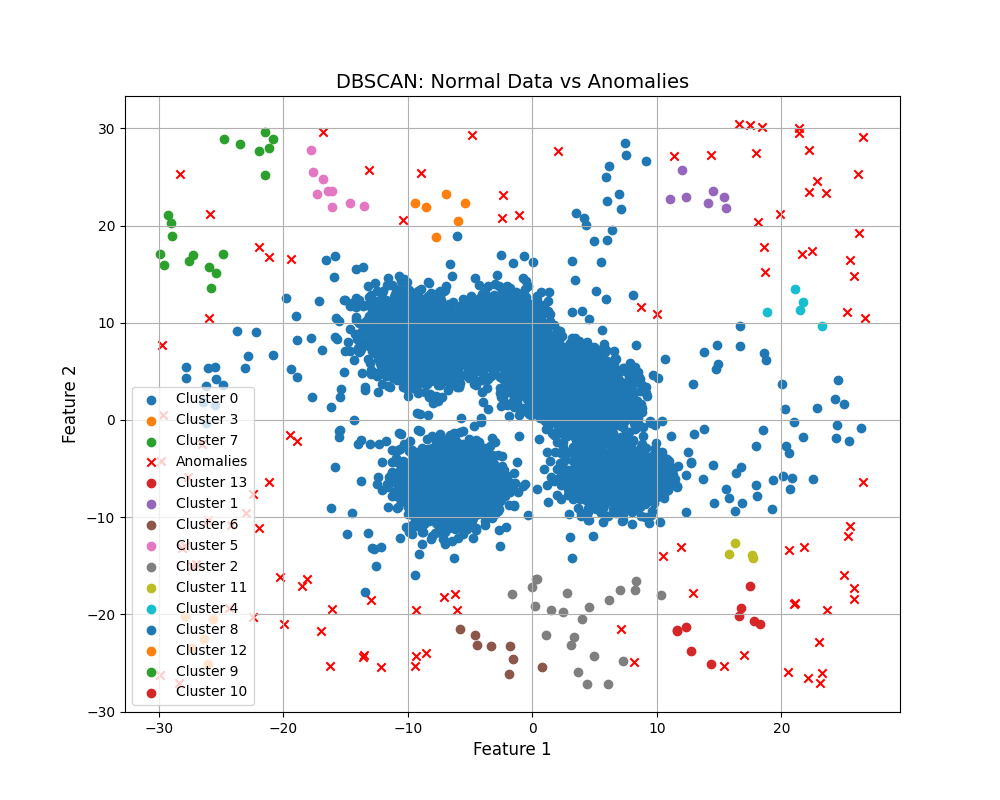 DBSCAN: Normal Data vs Anomalies
Feature 2
30
20
10
0
−10
−20
−30
Cluster 0
Cluster 3
Cluster 7
Anomalies
Cluster 13
Cluster 1
Cluster 6
Cluster 5
Cluster 2
Cluster 11
Cluster 4
Cluster 8
Cluster 12
Cluster 9
Cluster 10
−30
−20
−10
0
10
20
Feature 1